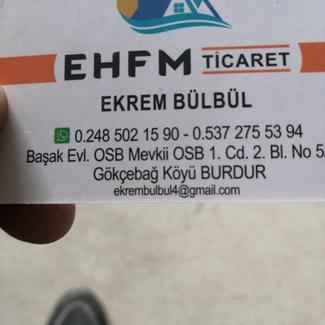 EHFM TİCARET
EKREM BÜLBÜL
0.248 502 15 90 - 0.537 275 53 94
Başak Evl. OSB Mevkii OSB 1. Cd. 2. Bl. No 5
Gökçebağ Köyü BURDUR
ekrembulbul4@gmail.com